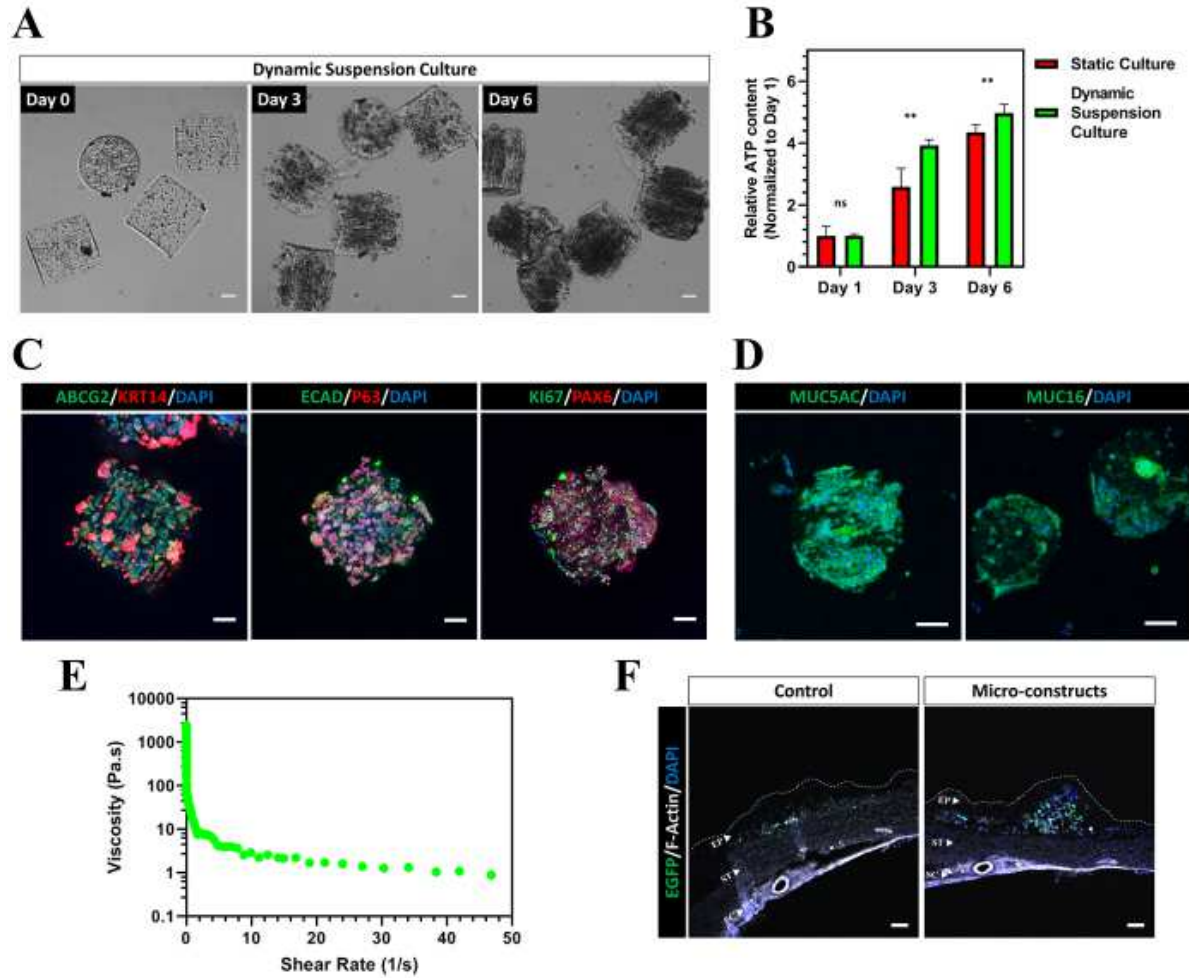 A
Dynamic Suspension Culture
Day 0
Day 3
Day 6
B
Relative ATP content
(Normalized to Day 1)
6
4
2
0
ns
**
**
Day 1
Day 3
Day 6
Static Culture
Dynamic
Suspension
Culture
C
ABCG2/KRT14/DAPI
ECAD/P63/DAPI
KI67/PAX6/DAPI
D
MUC5AC/DAPI
MUC16/DAPI
E
Viscosity (Pa.s)
10000
1000
100
10
1
0.1
0
10
20
30
40
50
Shear Rate (1/s)
F
EGFP/F-Actin/DAPI
Control
Micro-constructs
EP
ST
SC
EP
ST
SC